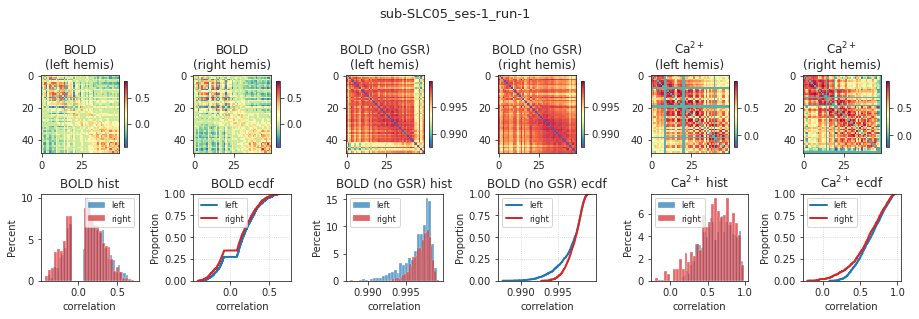 sub-SLC05_ses-1_run-1
BOLD
(left hemis)
BOLD
(right hemis)
BOLD (no GSR)
(left hemis)
BOLD (no GSR)
(right hemis)
Ca²⁺
(left hemis)
Ca²⁺
(right hemis)
0
20
40
0
25
0.5
0.0
0
20
40
0
25
0.5
0.0
0
20
40
0
25
0.995
0.990
0
20
40
0
25
0.995
0.990
0
20
40
0
25
0.5
0.0
0
20
40
0
25
0.5
0.0
BOLD hist
Percent
10
5
0
0.0
0.5
correlation
left
right
BOLD ecdf
Proportion
1.00
0.75
0.50
0.25
0.00
0.0
0.5
correlation
left
right
BOLD (no GSR) hist
Percent
15
10
5
0
0.990
0.995
correlation
left
right
BOLD (no GSR) ecdf
Proportion
1.00
0.75
0.50
0.25
0.00
0.990
0.995
correlation
left
right
Ca²⁺ hist
Percent
6
4
2
0
0.0
0.5
1.0
correlation
left
right
Ca²⁺ ecdf
Proportion
1.00
0.75
0.50
0.25
0.00
0.0
0.5
1.0
correlation
left
right